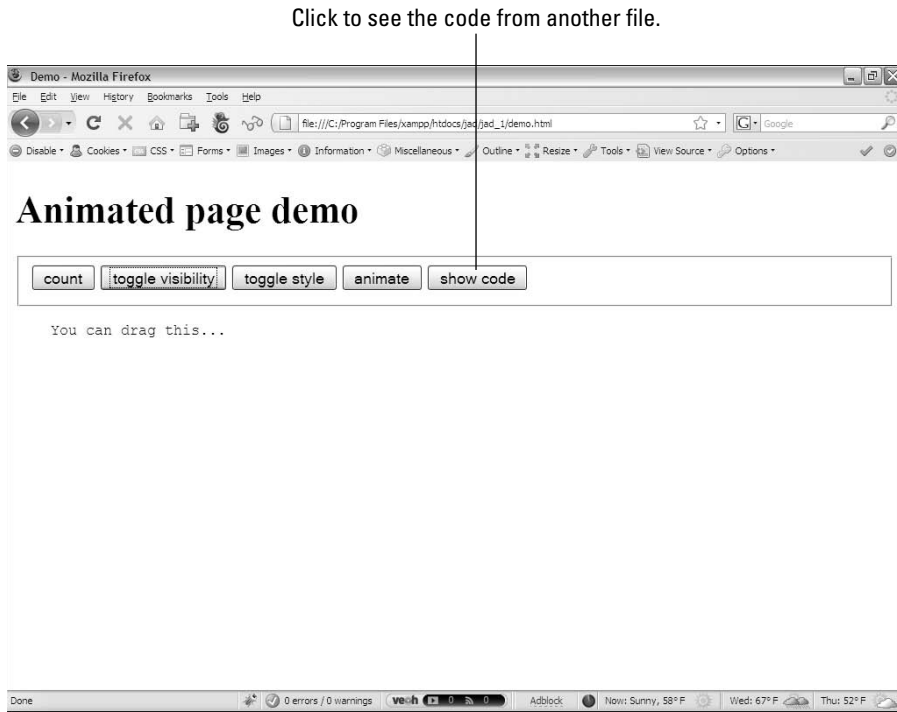 Click to see the code from another file.
Demo - Mozilla Firefox
File Edit View History Bookmarks Tools Help
file:///C:/Program Files/xampp/htdocs/jad/jad_1/demo.html
G Google
Disable Cookies CSS Forms Images Information Miscellaneous Outline Resize Tools View Source Options
Animated page demo
count toggle visibility toggle style animate show code
You can drag this...
Done 0 errors / 0 warnings veoh 0 0 Adblock Now: Sunny, 58° F Wed: 67° F Thu: 52° F